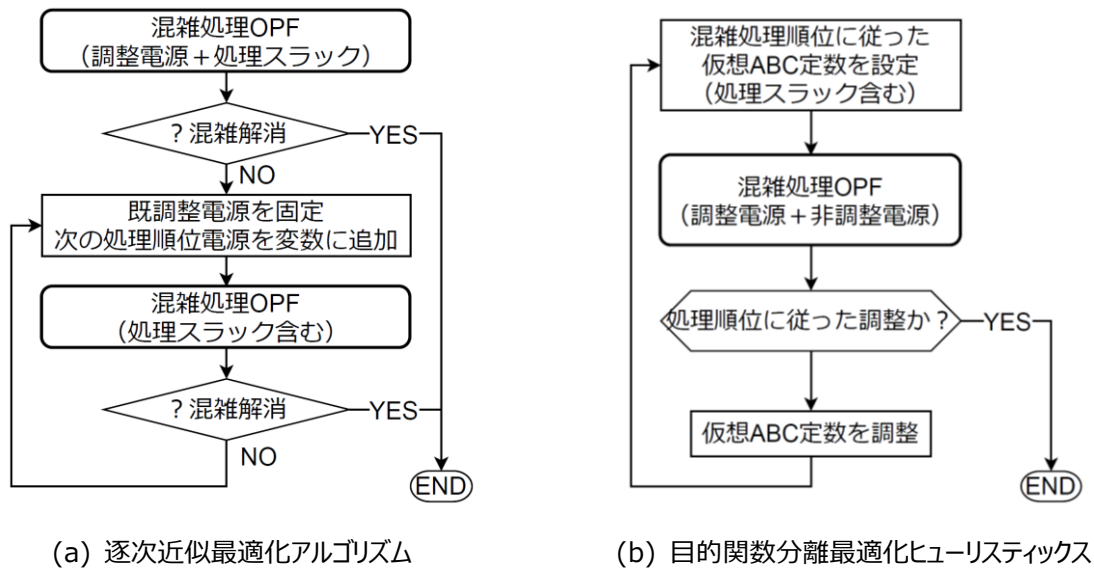 混雑処理OPF
（調整電源＋処理スラック）
？混雑解消
YES
NO
既調整電源を固定
次の処理順位電源を変数に追加
混雑処理OPF
（処理スラック含む）
？混雑解消
YES
NO
END
(a) 逐次近似最適化アルゴリズム
混雑処理順位に従った
仮想ABC定数を設定
（処理スラック含む）
混雑処理OPF
（調整電源＋非調整電源）
処理順位に従った調整か？
YES
仮想ABC定数を調整
END
(b) 目的関数分離最適化ヒューリスティックス